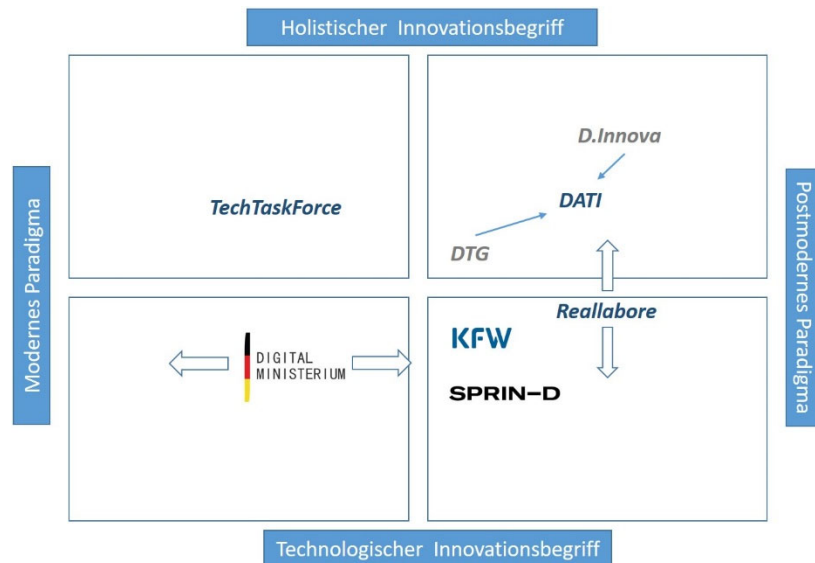 Holistischer Innovationsbegriff
Modernes Paradigma
Postmodernes Paradigma
TechTaskForce
D.Innova
DATI
DTG
DIGITAL
MINISTERIUM
Reallabore
KFW
SPRIN-D
Technologischer Innovationsbegriff